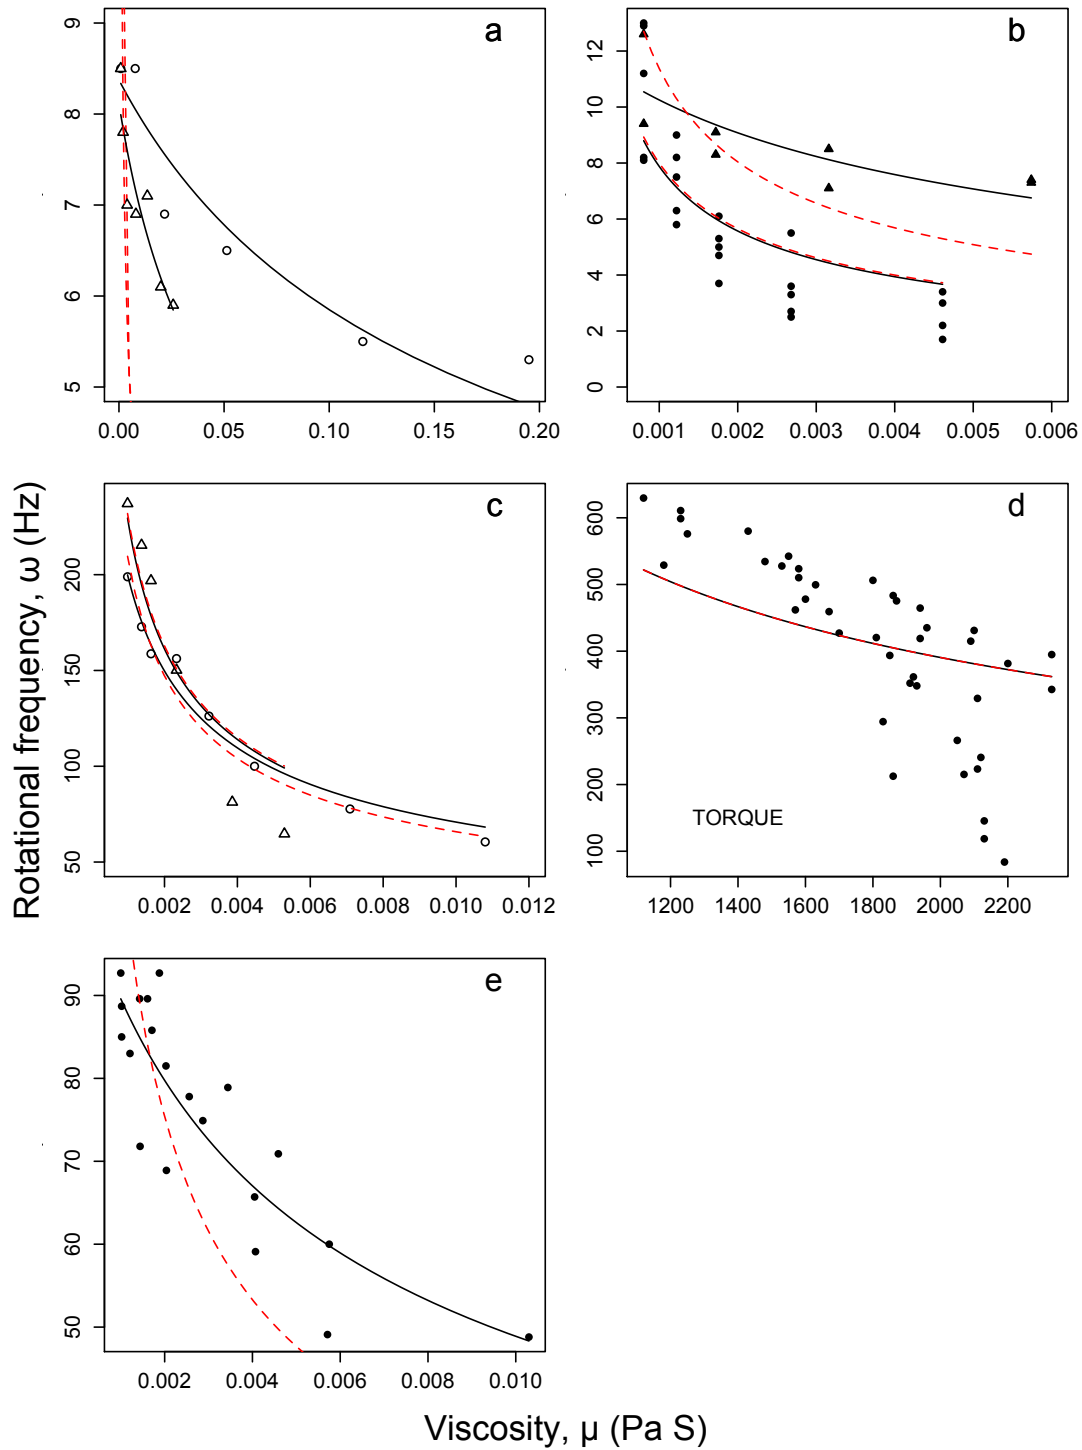 a
9
8
7
6
5
0.00 0.05 0.10 0.15 0.20
b
12
10
8
6
4
2
0
0.001 0.002 0.003 0.004 0.005 0.006
Rotational frequency, ω (Hz)
c
200
150
100
50
0.002 0.004 0.006 0.008 0.010 0.012
d
600
500
400
300
200
100
TORQUE
1200 1400 1600 1800 2000 2200
e
90
80
70
60
50
0.002 0.004 0.006 0.008 0.010
Viscosity, μ (Pa S)